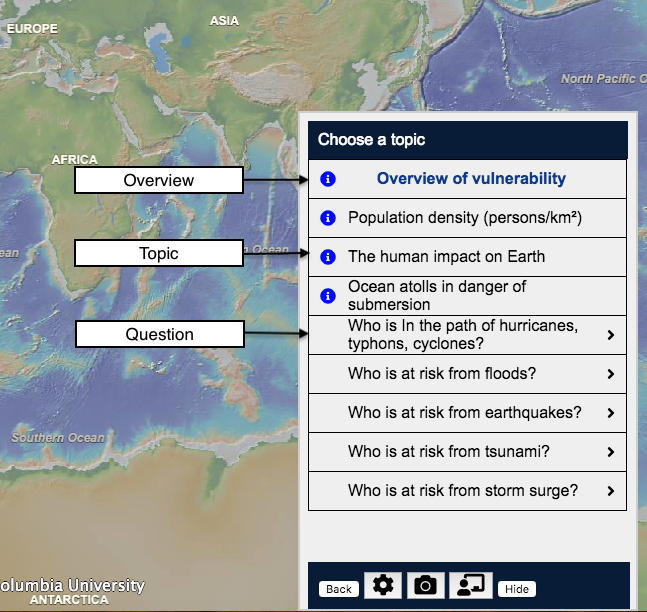 EUROPE
ASIA
North Pacific O
AFRICA
Choose a topic
Overview
Overview of vulnerability
Population density (persons/km²)
Topic
n Ocean
ean
The human impact on Earth
Ocean atolls in danger of
submersion
Question
Who is In the path of hurricanes,
typhons, cyclones?
Who is at risk from floods?
Who is at risk from earthquakes?
Southern Ocean
Who is at risk from tsunami?
Who is at risk from storm surge?
olumbia University
ANTARCTICA
Back
Hide